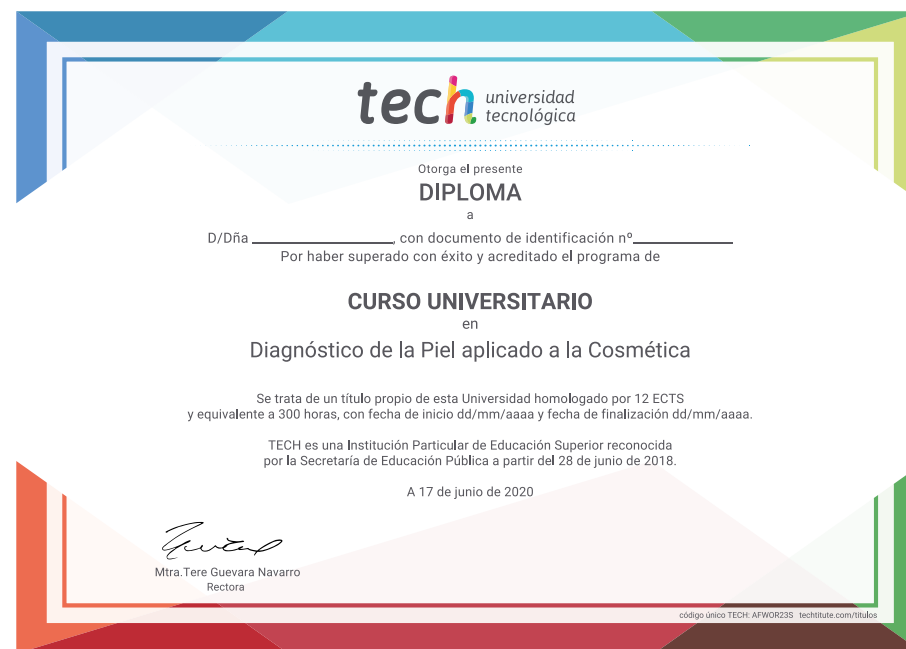 tech universidad
tecnológica
Otorga el presente
DIPLOMA
a
D/Dña ____________________, con documento de identificación nº______________
Por haber superado con éxito y acreditado el programa de
CURSO UNIVERSITARIO
en
Diagnóstico de la Piel aplicado a la Cosmética
Se trata de un título propio de esta Universidad homologado por 12 ECTS
y equivalente a 300 horas, con fecha de inicio dd/mm/aaaa y fecha de finalización dd/mm/aaaa.
TECH es una Institución Particular de Educación Superior reconocida
por la Secretaría de Educación Pública a partir del 28 de junio de 2018.
A 17 de junio de 2020
Mtra.Tere Guevara Navarro
Rectora
código único TECH: AFWOR23S techtitute.com/titulos